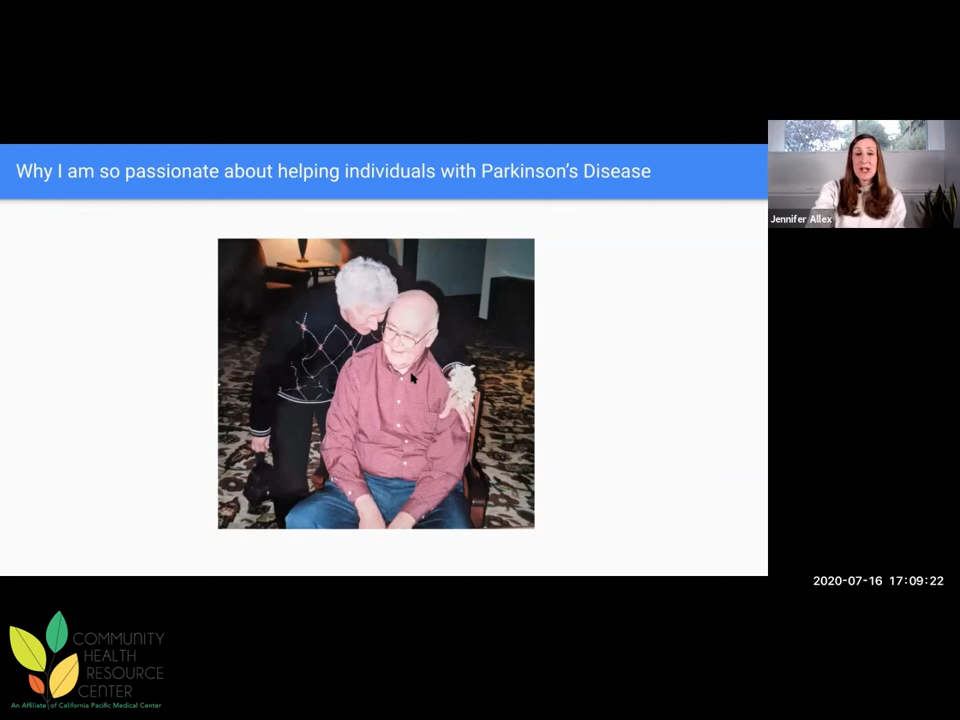 Why I am so passionate about helping individuals with Parkinson's Disease
Jennifer Allex
2020-07-16 17:09:22
COMMUNITY
HEALTH
RESOURCE
CENTER
An Affiliate of California Pacific Medical Center